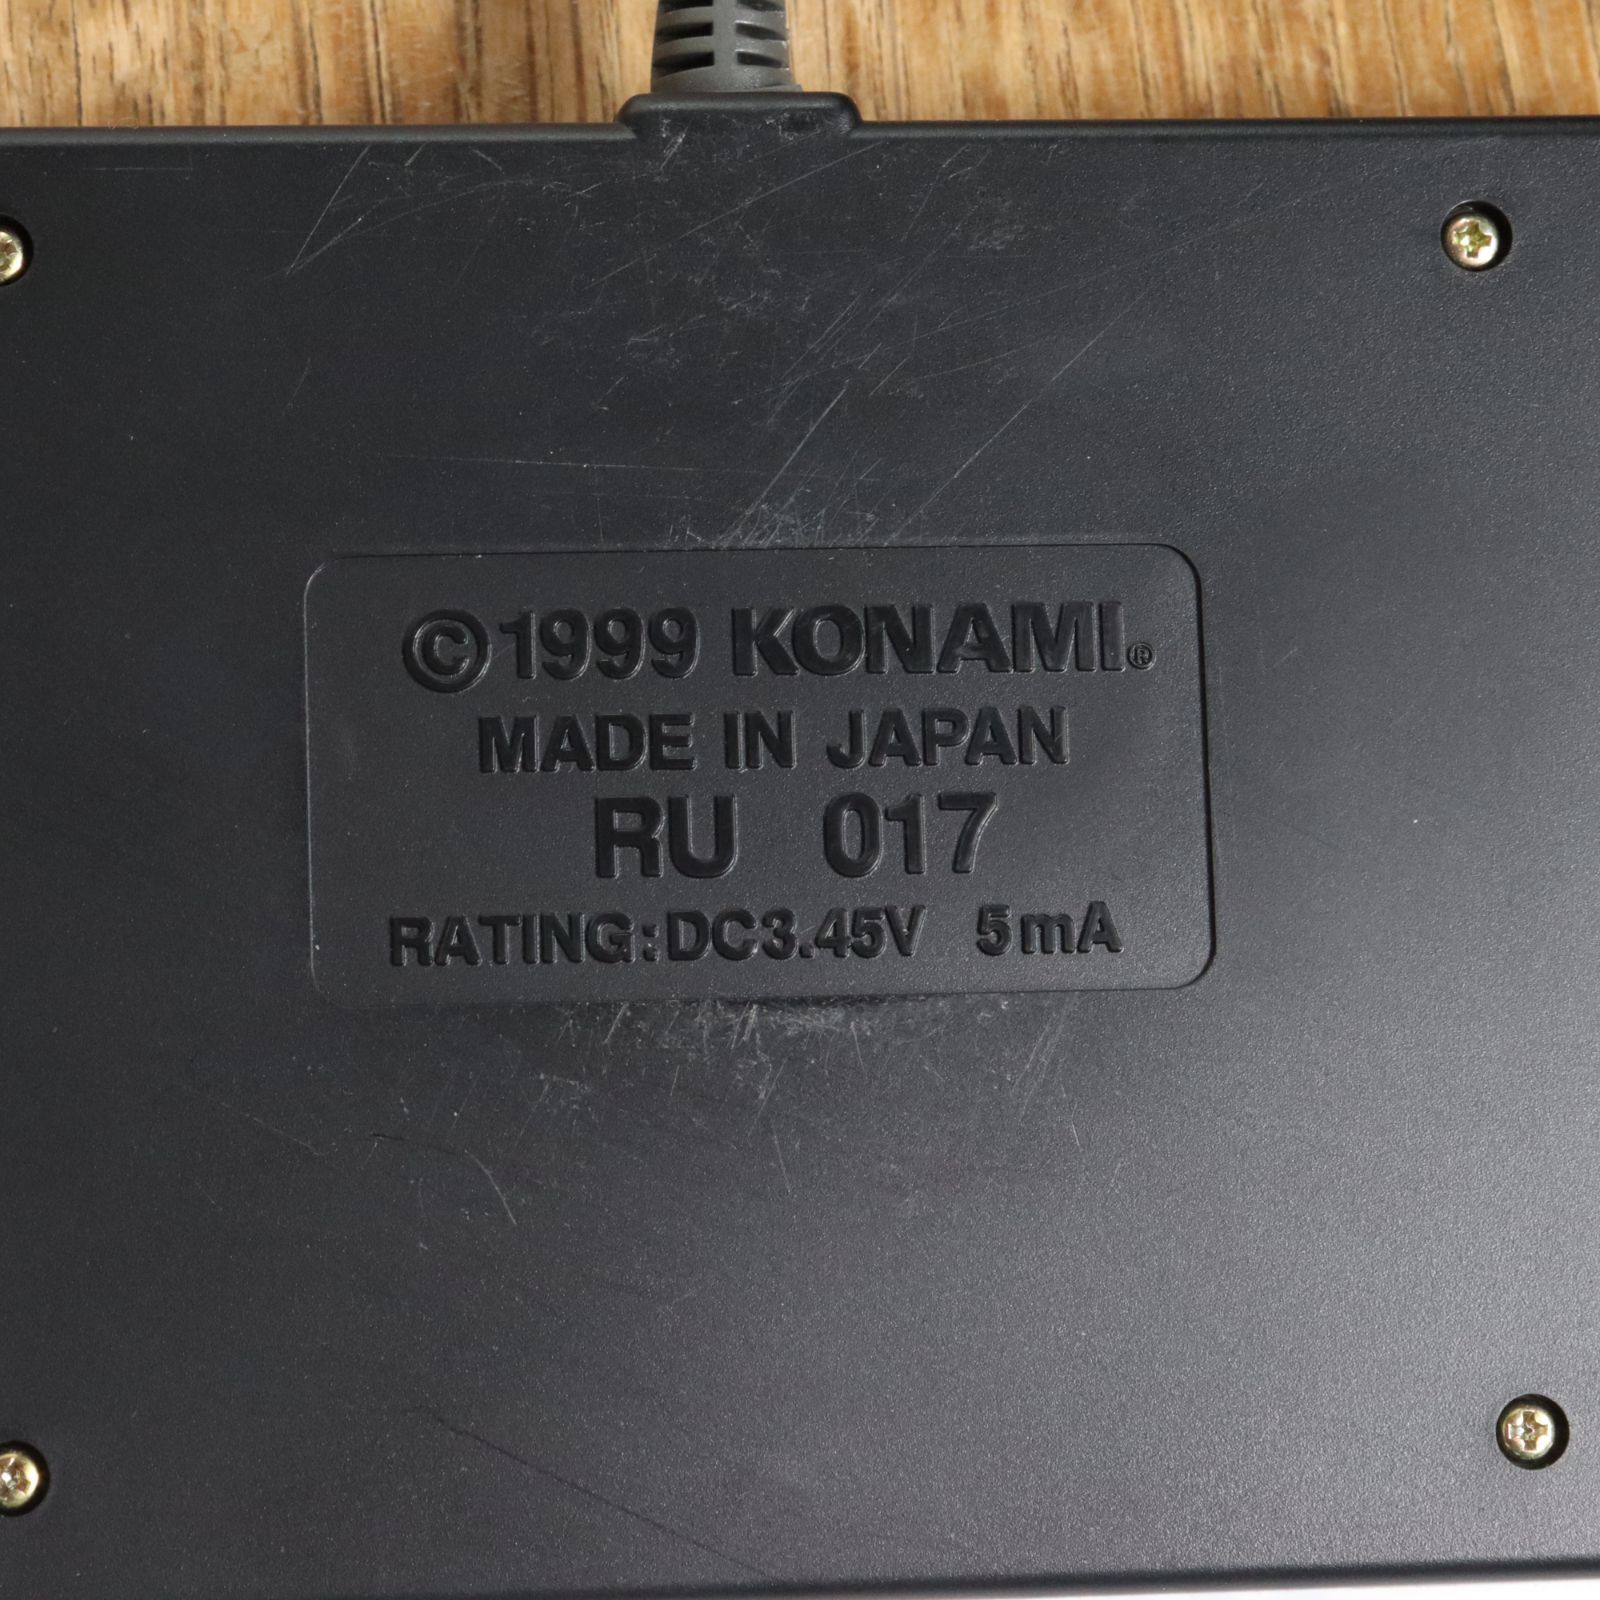 ©1999 KONAMI®
MADE IN JAPAN
RU 017
RATING:DC3.45V 5mA